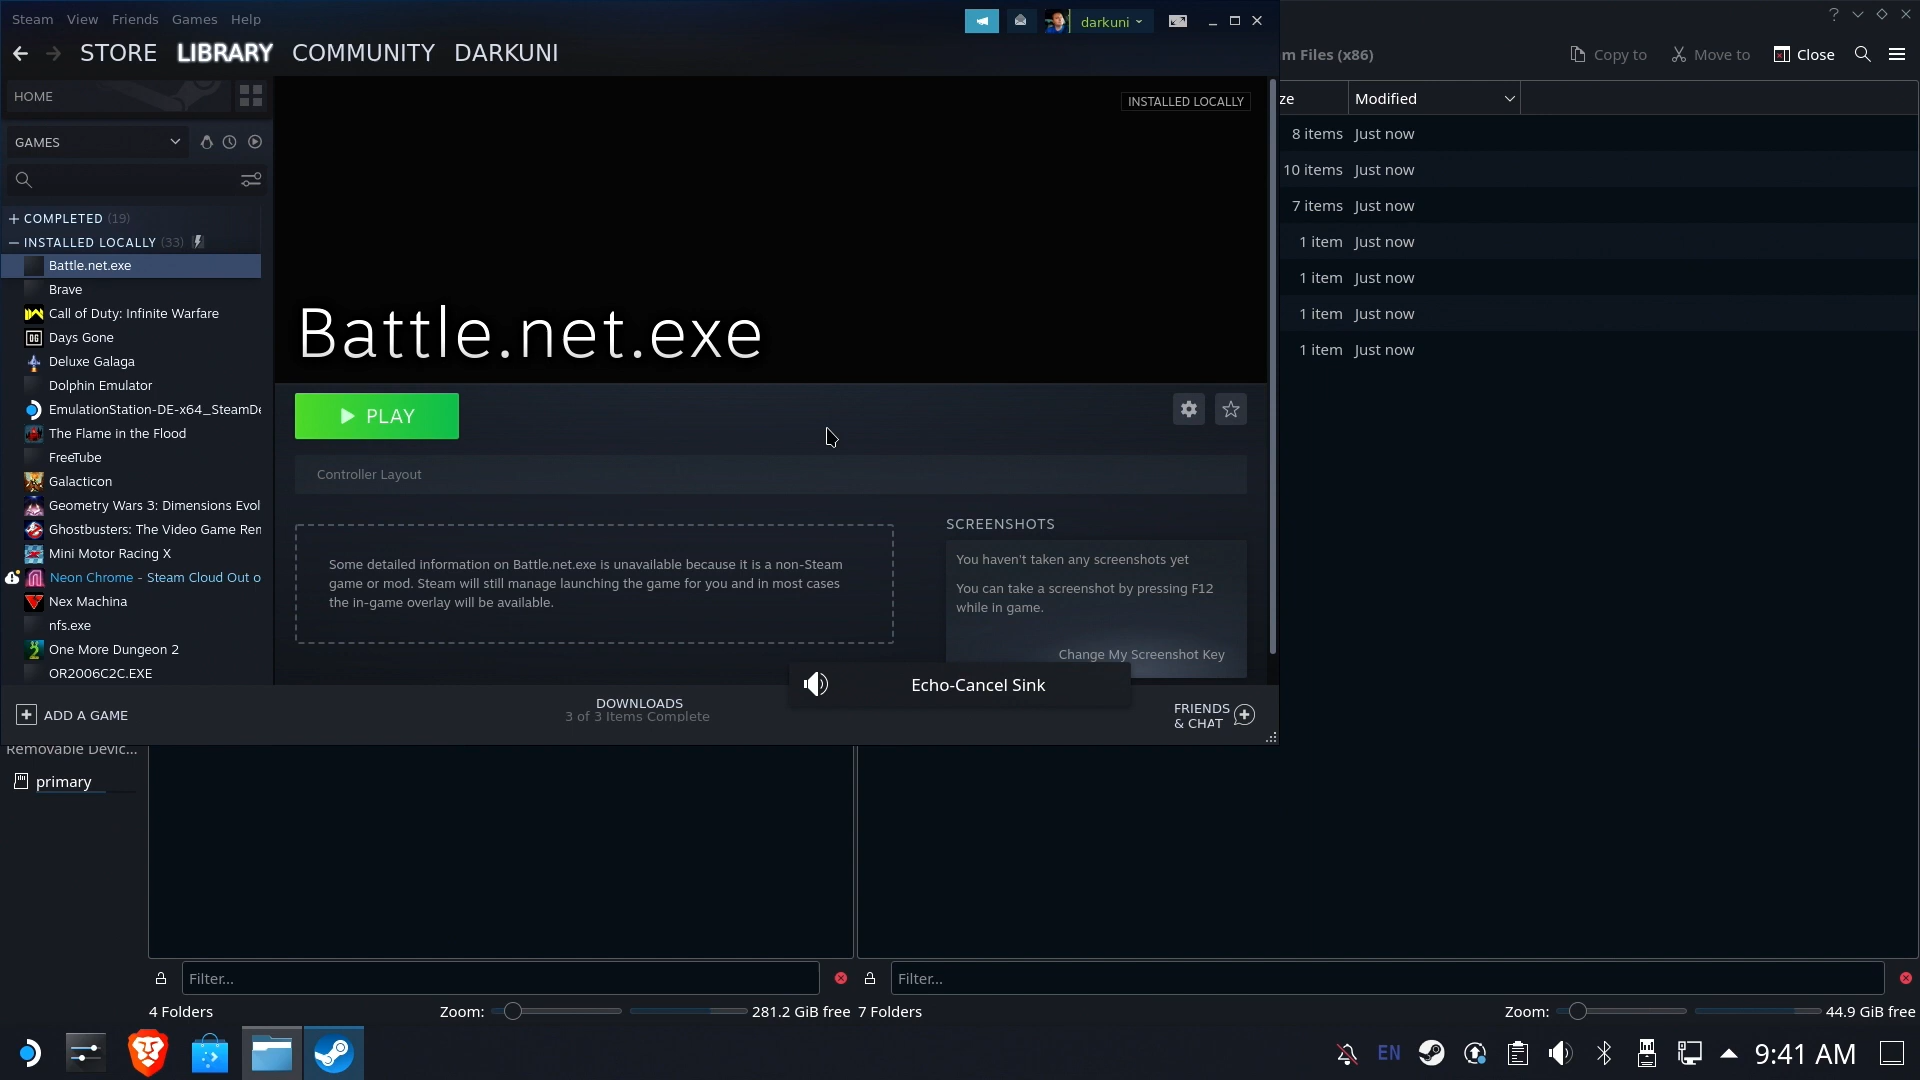 Steam View Friends Games Help
darkuni
STORE LIBRARY COMMUNITY DARKUNI
m Files (x86)
Copy to Move to Close
HOME
INSTALLED LOCALLY
ze Modified
GAMES
8 items Just now
10 items Just now
7 items Just now
1 item Just now
1 item Just now
1 item Just now
1 item Just now
+ COMPLETED (19)
– INSTALLED LOCALLY (33)
Battle.net.exe
Brave
Call of Duty: Infinite Warfare
Days Gone
Deluxe Galaga
Dolphin Emulator
EmulationStation-DE-x64_SteamDe
The Flame in the Flood
FreeTube
Galacticon
Geometry Wars 3: Dimensions Evol
Ghostbusters: The Video Game Ren
Mini Motor Racing X
Neon Chrome - Steam Cloud Out o
Nex Machina
nfs.exe
One More Dungeon 2
OR2006C2C.EXE
Battle.net.exe
PLAY
Controller Layout
Some detailed information on Battle.net.exe is unavailable because it is a non-Steam
game or mod. Steam will still manage launching the game for you and in most cases
the in-game overlay will be available.
SCREENSHOTS
You haven't taken any screenshots yet
You can take a screenshot by pressing F12
while in game.
Change My Screenshot Key
Echo-Cancel Sink
ADD A GAME
DOWNLOADS
3 of 3 Items Complete
FRIENDS
& CHAT
Removable Devic...
primary
Filter... Filter...
4 Folders Zoom: 281.2 GiB free 7 Folders Zoom: 44.9 GiB free
EN 9:41 AM